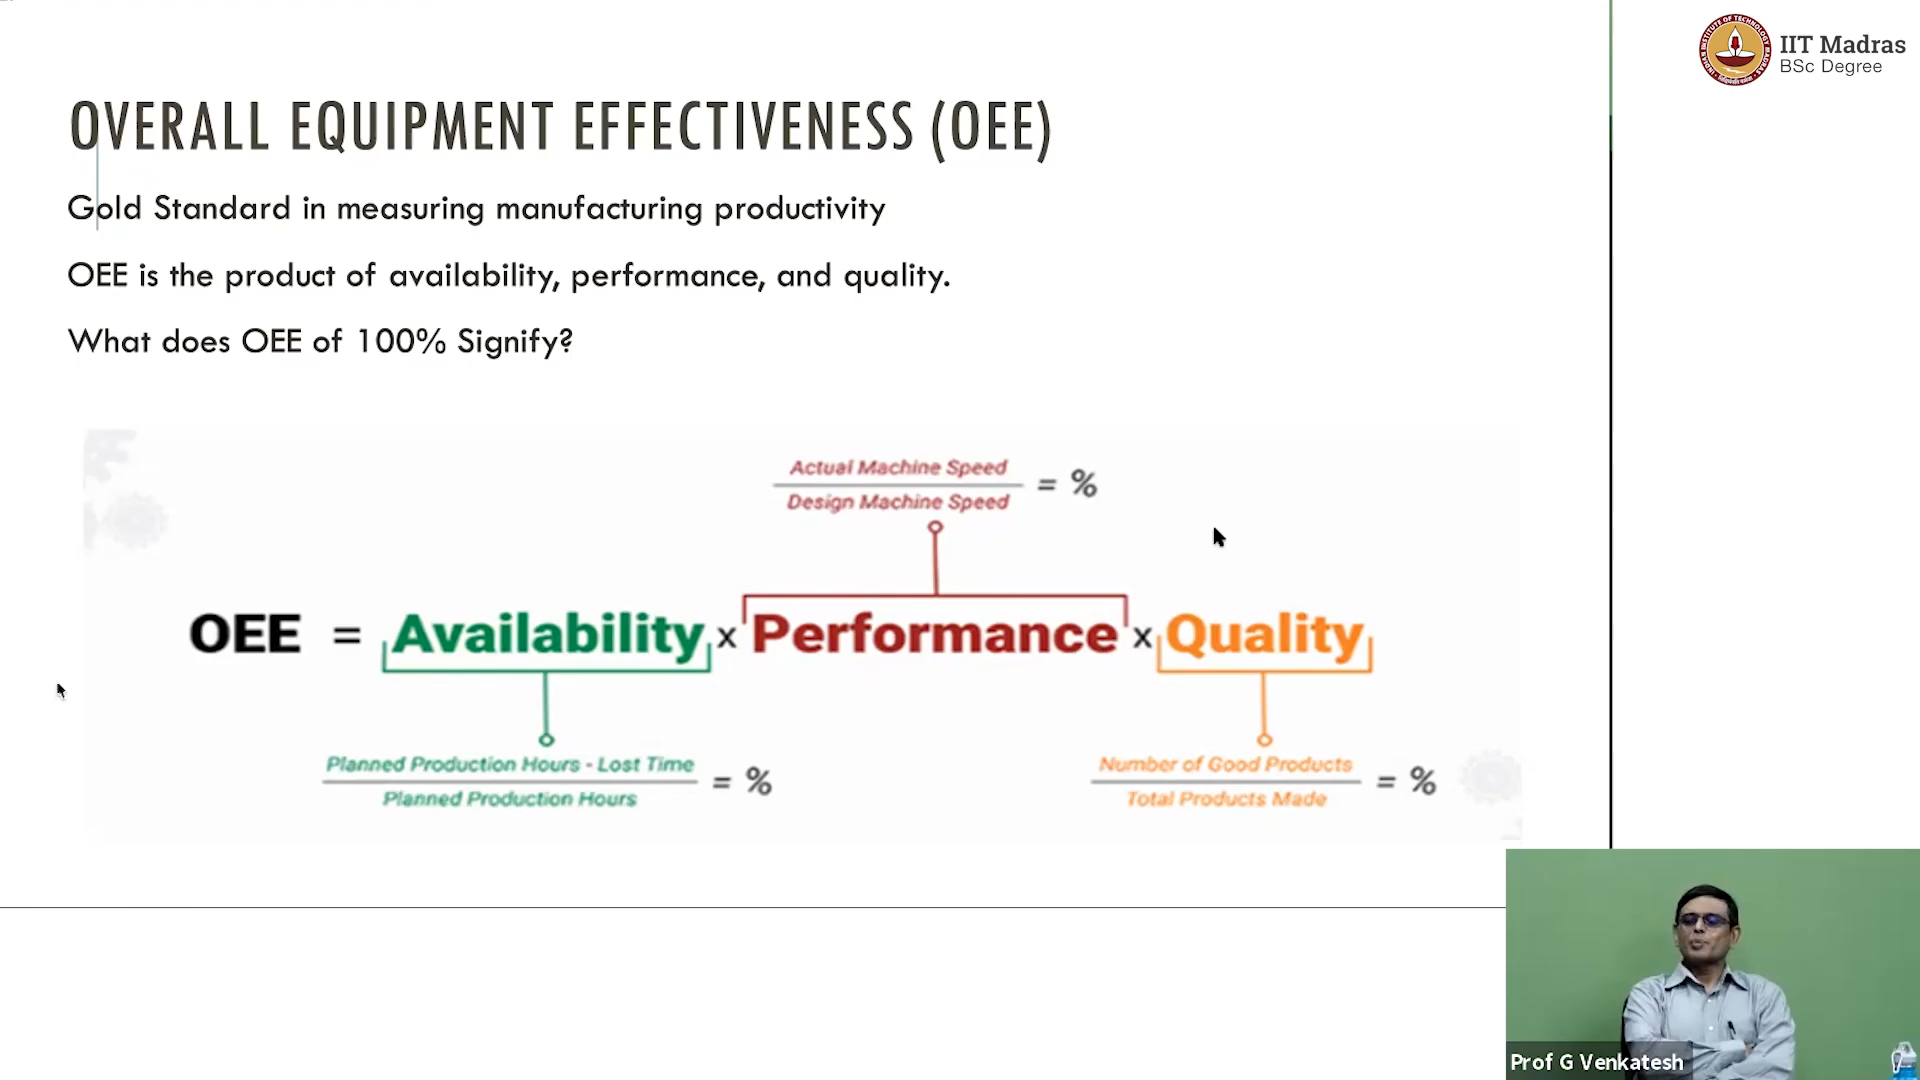 IIT Madras
BSc Degree
OVERALL EQUIPMENT EFFECTIVENESS (OEE)
Gold Standard in measuring manufacturing productivity
OEE is the product of availability, performance, and quality.
What does OEE of 100% Signify?
Actual Machine Speed
Design Machine Speed
= %
OEE = Availability x Performance x Quality
Planned Production Hours - Lost Time
Planned Production Hours
= %
Number of Good Products
Total Products Made
= %
Prof G Venkatesh